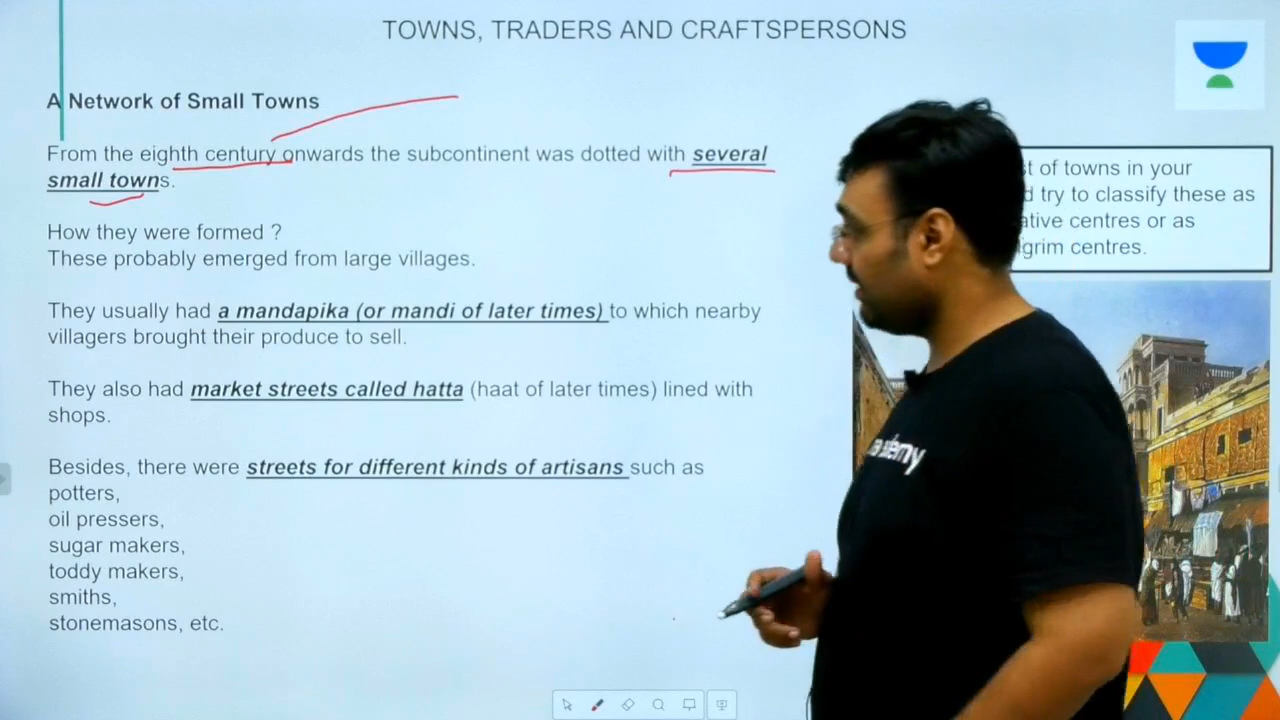 TOWNS, TRADERS AND CRAFTSPERSONS
A Network of Small Towns
From the eighth century onwards the subcontinent was dotted with several
small towns.
How they were formed ?
These probably emerged from large villages.
They usually had a mandapika (or mandi of later times) to which nearby
villagers brought their produce to sell.
They also had market streets called hatta (haat of later times) lined with
shops.
Besides, there were streets for different kinds of artisans such as
potters,
oil pressers,
sugar makers,
toddy makers,
smiths,
stonemasons, etc.
of towns in your
try to classify these as
centres or as
centres.